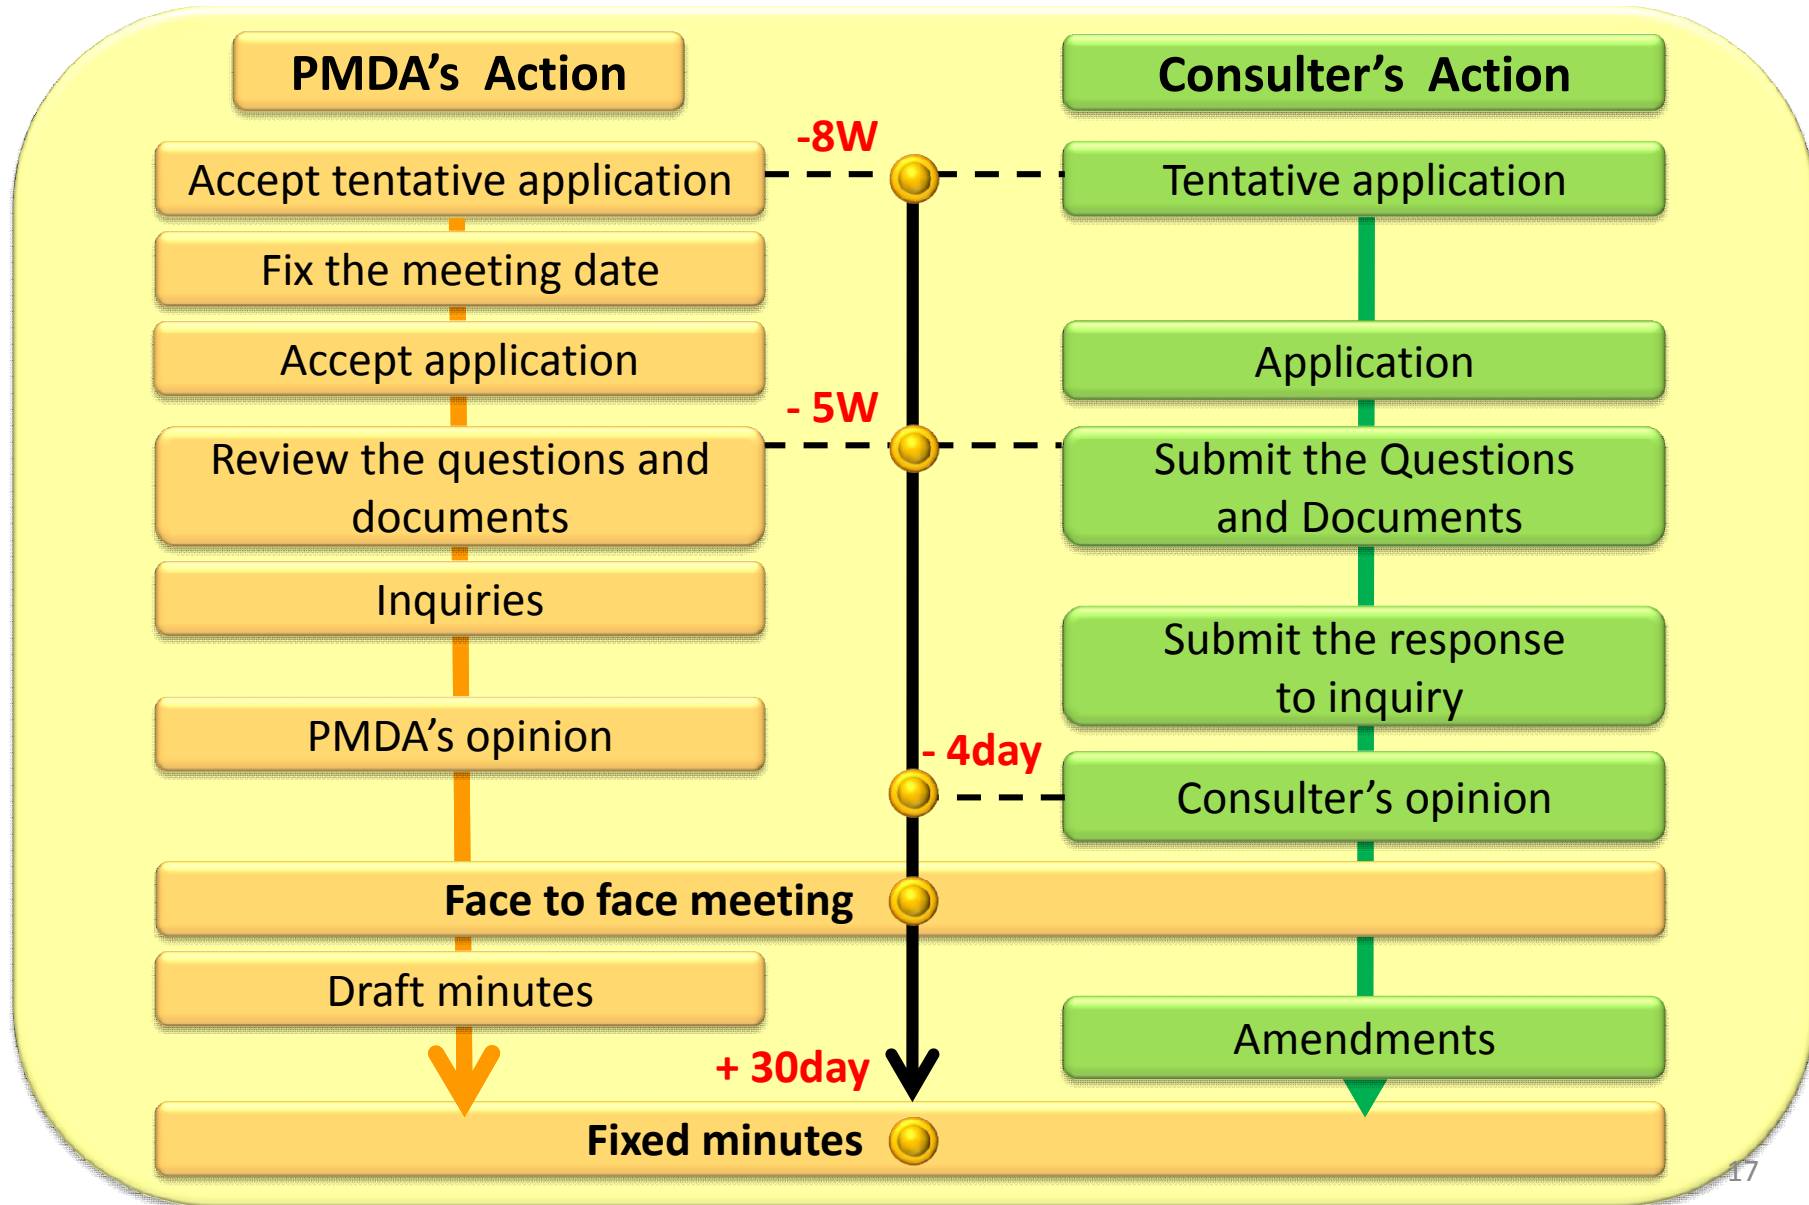 PMDA's  Action
Consulter's  Action
-8W
Accept tentative application
Tentative application
Fix the meeting date
Accept application
Application
- 5W
Review the questions and
documents
Submit the Questions
and Documents
Inquiries
Submit the response
to inquiry
PMDA's opinion
- 4day
Consulter's opinion
Face to face meeting
Draft minutes
Amendments
+ 30day
Fixed minutes
17